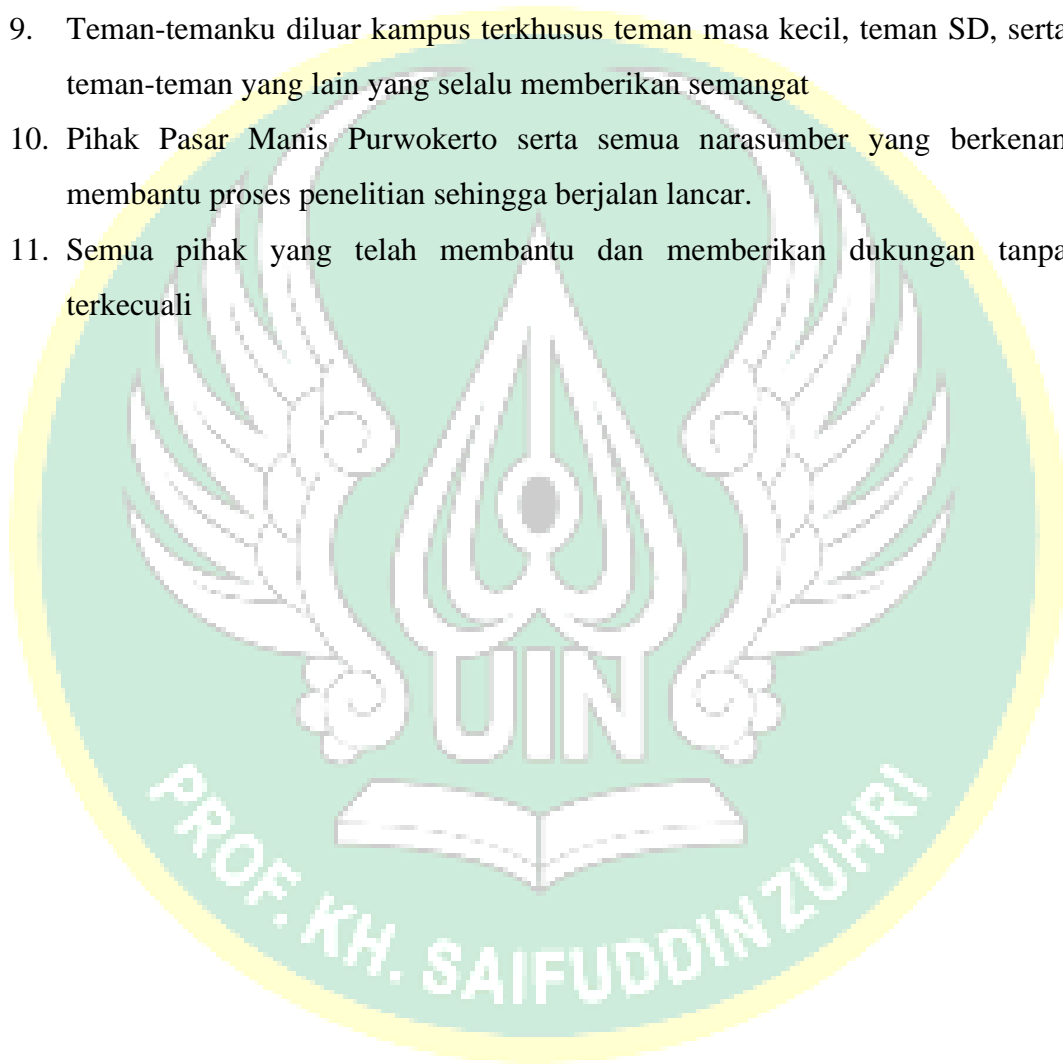 9. Teman-temanku diluar kampus terkhusus teman masa kecil, teman SD, serta
teman-teman yang lain yang selalu memberikan semangat
10. Pihak Pasar Manis Purwokerto serta semua narasumber yang berkenan
membantu proses penelitian sehingga berjalan lancar.
11. Semua pihak yang telah membantu dan memberikan dukungan tanpa
terkecuali
UIN
PROF. KH. SAIFUDDIN ZUHRI